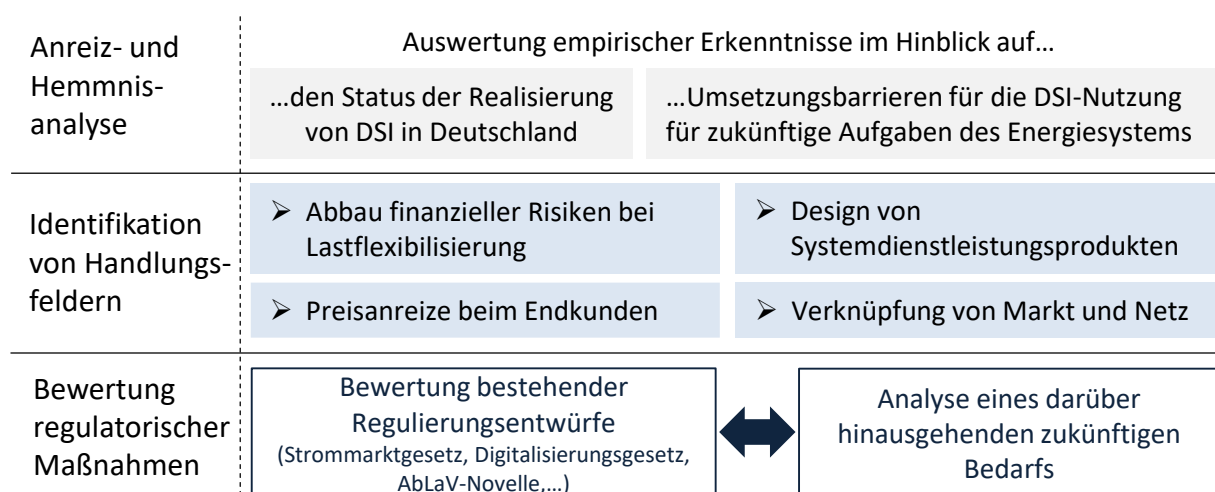 Anreiz- und
Hemmnis-
analyse
Auswertung empirischer Erkenntnisse im Hinblick auf…
…den Status der Realisierung
von DSI in Deutschland
…Umsetzungsbarrieren für die DSI-Nutzung
für zukünftige Aufgaben des Energiesystems
Identifikation
von Handlungs-
feldern
➢ Abbau finanzieller Risiken bei
Lastflexibilisierung
➢ Design von
Systemdienstleistungsprodukten
➢ Preisanreize beim Endkunden
➢ Verknüpfung von Markt und Netz
Bewertung
regulatorischer
Maßnahmen
Bewertung bestehender
Regulierungsentwürfe
(Strommarktgesetz, Digitalisierungsgesetz,
AbLaV-Novelle,…)
Analyse eines darüber
hinausgehenden zukünftigen
Bedarfs